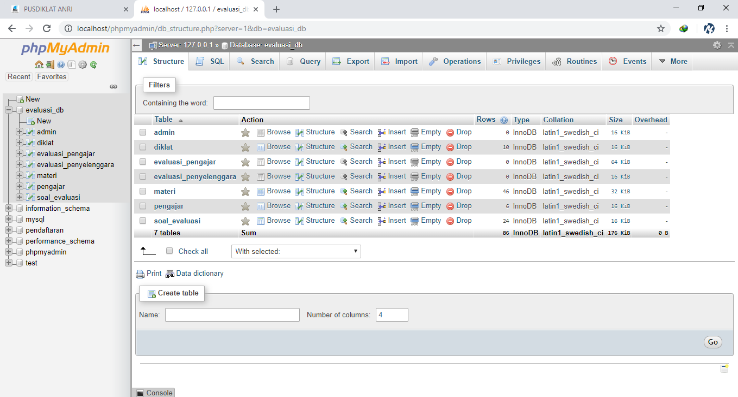 PUSDIKLAT ANRI
localhost / 127.0.0.1 / evaluasi_d
localhost/phpmyadmin/db_structure.php?server=1&db=evaluasi_db
phpMyAdmin
Recent Favorites
New
evaluasi_db
New
admin
diklat
evaluasi_pengajar
evaluasi_penyelenggara
materi
pengajar
soal_evaluasi
information_schema
mysql
pendaftaran
performance_schema
phpmyadmin
test
Server: 127.0.0.1 » Database: evaluasi_db
Structure SQL Search Query Export Import Operations Privileges Routines Events More
Filters
Containing the word:
Table Action Rows Type Collation Size Overhead
admin Browse Structure Search Insert Empty Drop InnoDB latin1_swedish_ci 16 KiB -
diklat Browse Structure Search Insert Empty Drop 10 InnoDB latin1_swedish_ci 16 KiB -
evaluasi_pengajar Browse Structure Search Insert Empty Drop 0 InnoDB latin1_swedish_ci 64 KiB -
evaluasi_penyelenggara Browse Structure Search Insert Empty Drop 0 InnoDB latin1_swedish_ci 16 KiB -
materi Browse Structure Search Insert Empty Drop 46 InnoDB latin1_swedish_ci 32 KiB -
pengajar Browse Structure Search Insert Empty Drop InnoDB latin1_swedish_ci 16 KiB -
soal_evaluasi Browse Structure Search Insert Empty Drop 24 InnoDB latin1_swedish_ci 16 KiB -
7 tables Sum 86 InnoDB latin1_swedish_ci 176 KiB 0 B
Check all With selected:
Print Data dictionary
Create table
Name: Number of columns: 4
Go
Console